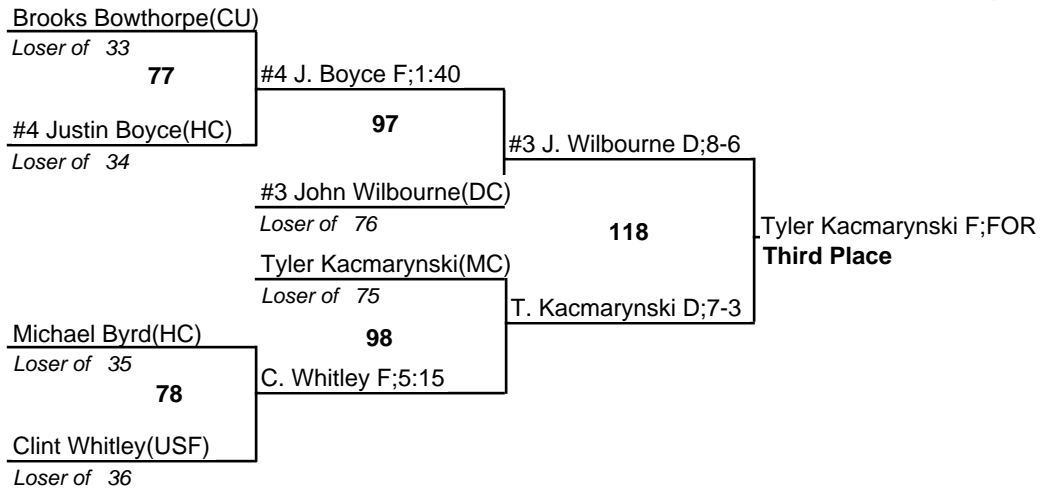 Brooks Bowthorpe(CU)
Loser of 33
77
#4 J. Boyce F;1:40
#4 Justin Boyce(HC)
Loser of 34
97
#3 J. Wilbourne D;8-6
#3 John Wilbourne(DC)
Loser of 76
118
Tyler Kacmarynski F;FOR
Third Place
Tyler Kacmarynski(MC)
Loser of 75
T. Kacmarynski D;7-3
98
Michael Byrd(HC)
Loser of 35
78
C. Whitley F;5:15
Clint Whitley(USF)
Loser of 36